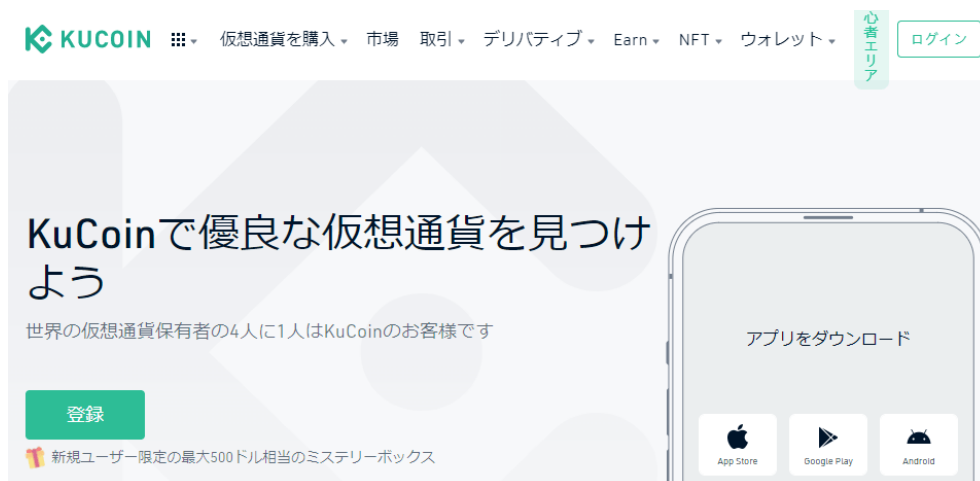 KUCOIN 仮想通貨を購入 市場 取引 デリバティブ Earn NFT ウォレット 心者エリア ログイン
KuCoinで優良な仮想通貨を見つけ
よう
世界の仮想通貨保有者の4人に1人はKuCoinのお客様です
アプリをダウンロード
登録
App Store Google Play Android
新規ユーザー限定の最大500ドル相当のミステリーボックス